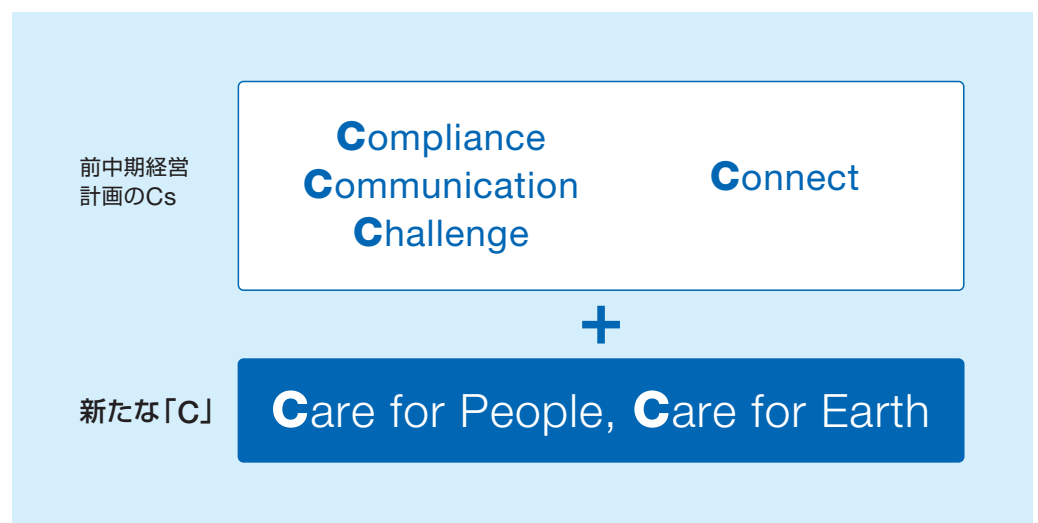 前中期経営
計画のCs
Compliance
Communication
Challenge
Connect
+
新たな「C」
Care for People, Care for Earth